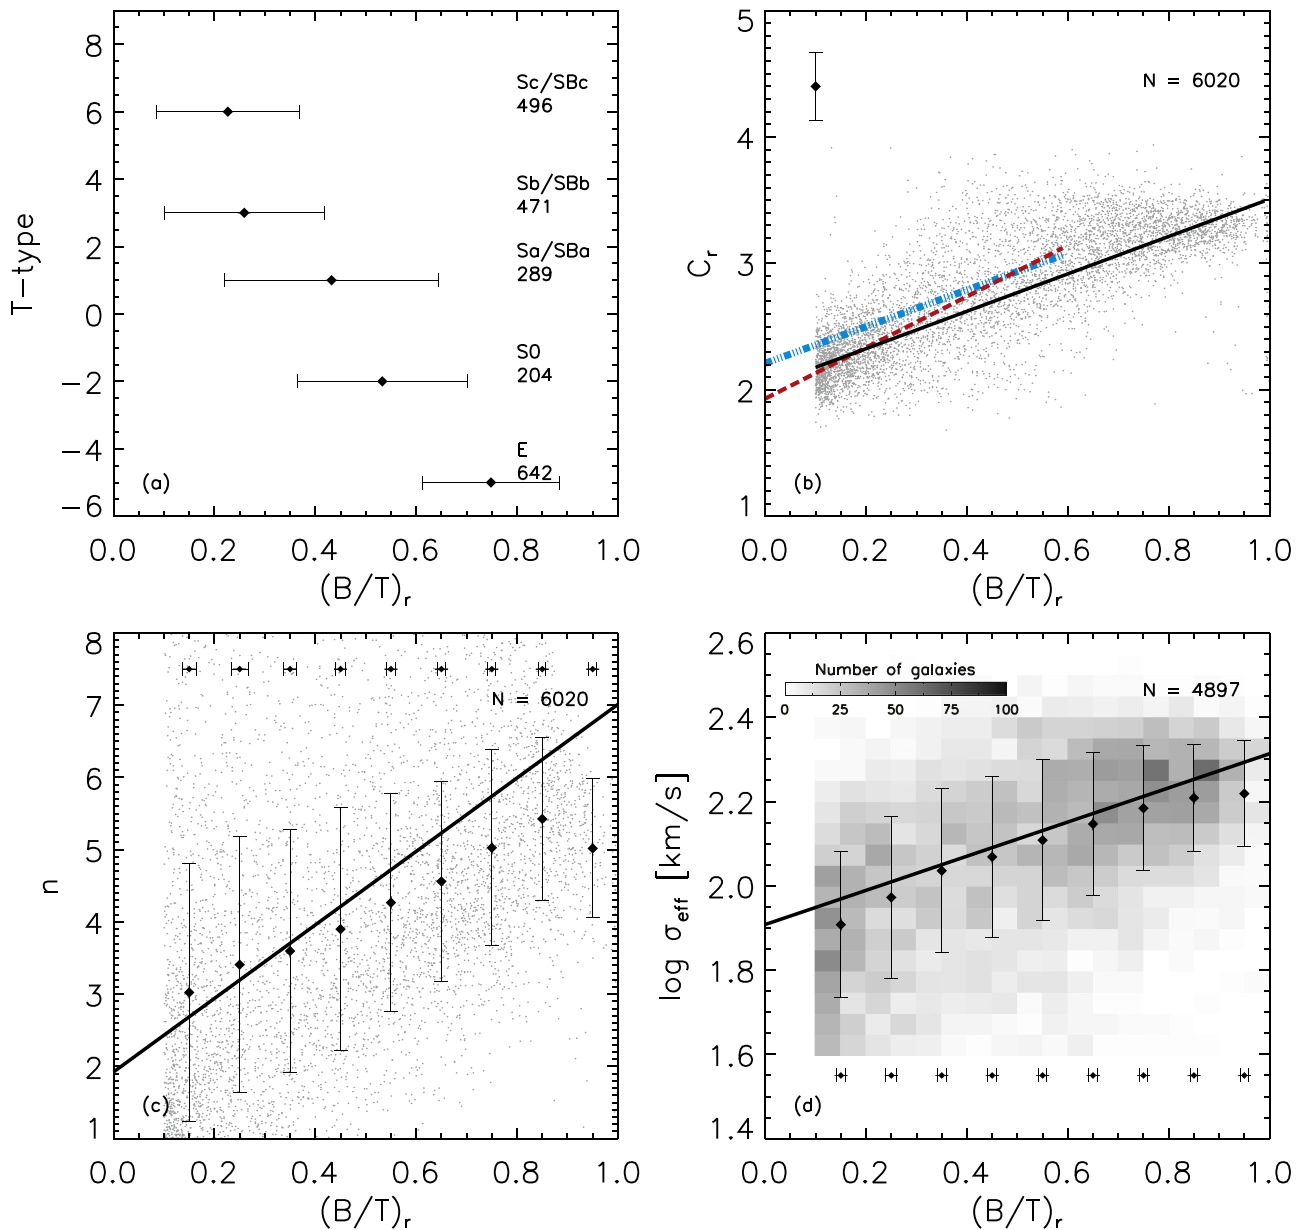 8
6
4
2
0
−2
−4
−6
T−type
Sc/SBc
496
Sb/SBb
471
Sa/SBa
289
S0
204
E
642
(a)
0.0 0.2 0.4 0.6 0.8 1.0
(B/T)r
5
4
3
2
1
Cr
N = 6020
(b)
0.0 0.2 0.4 0.6 0.8 1.0
(B/T)r
8
7
6
5
4
3
2
1
n
N = 6020
(c)
0.0 0.2 0.4 0.6 0.8 1.0
(B/T)r
2.6
2.4
2.2
2.0
1.8
1.6
1.4
log σeff [km/s]
Number of galaxies
0 25 50 75 100
N = 4897
(d)
0.0 0.2 0.4 0.6 0.8 1.0
(B/T)r